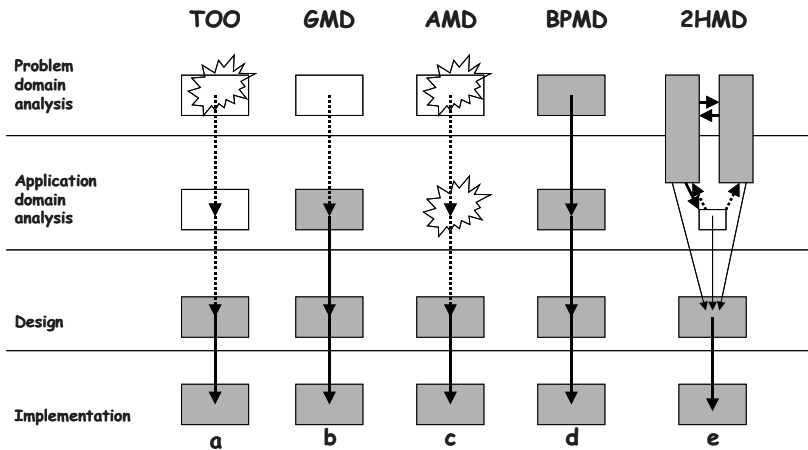 TOO GMD AMD BPMD 2HMD
Problem
domain
analysis
Application
domain
analysis
Design
Implementation
a b c d e